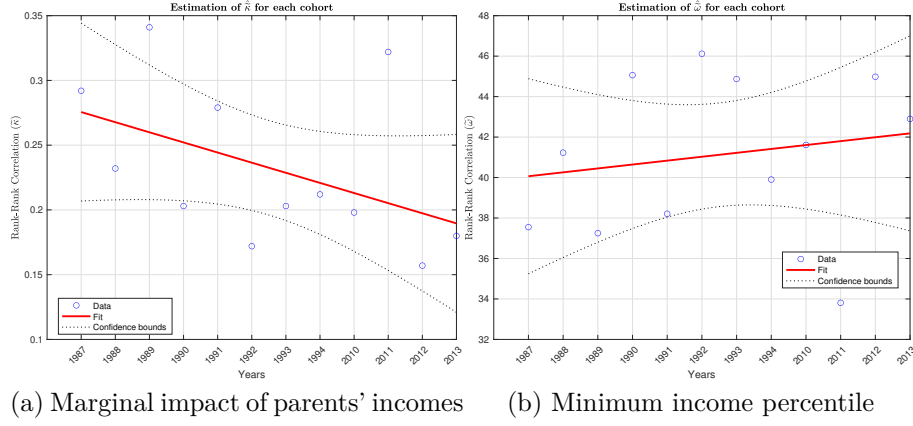 Estimation of κ̂ for each cohort
Rank-Rank Correlation (κ̃)
0.35
0.3
0.25
0.2
0.15
0.1
Data
Fit
Confidence bounds
1987 1988 1989 1990 1991 1992 1993 1994 2010 2011 2012 2013
Years
(a) Marginal impact of parents' incomes
Estimation of ω̂ for each cohort
Rank-Rank Correlation (ω̃)
48
46
44
42
40
38
36
34
32
Data
Fit
Confidence bounds
1987 1988 1989 1990 1991 1992 1993 1994 2010 2011 2012 2013
Years
(b) Minimum income percentile